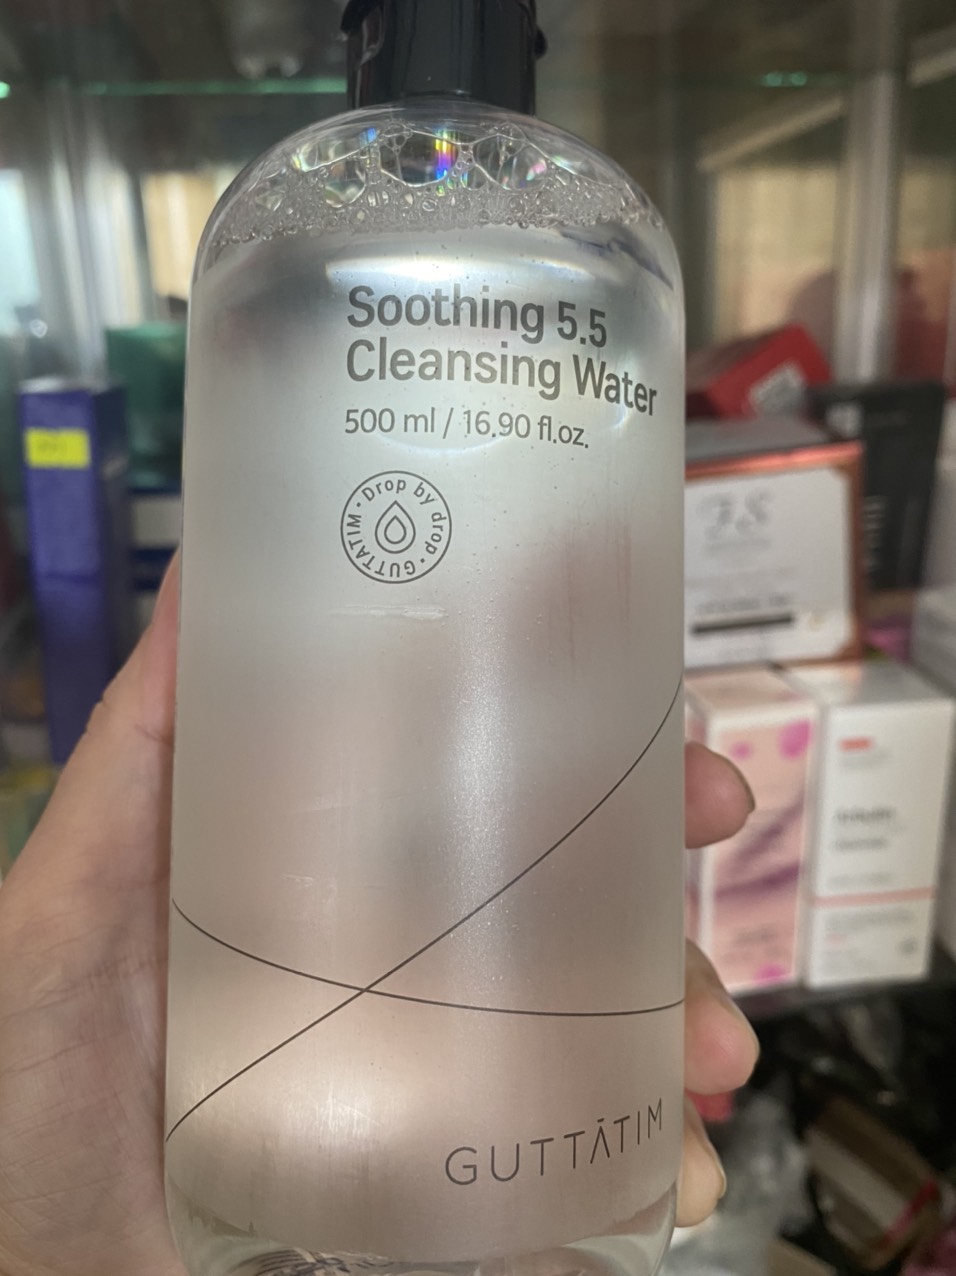 Soothing 5.5
Cleansing Water
500 ml / 16.90 fl.oz.
Drop by drop · GUTTATIM ·
GUTTĀTIM